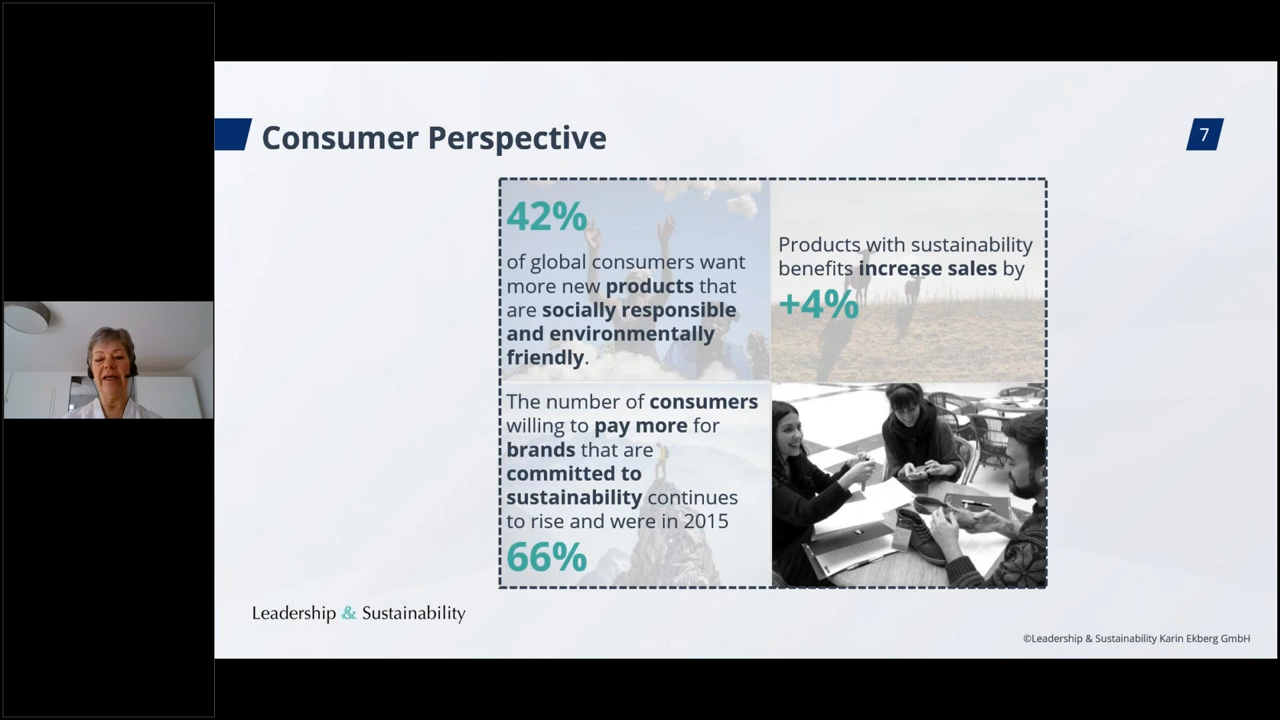 Consumer Perspective
7
42%
of global consumers want
more new products that
are socially responsible
and environmentally
friendly.
Products with sustainability
benefits increase sales by
+4%
The number of consumers
willing to pay more for
brands that are
committed to
sustainability continues
to rise and were in 2015
66%
Leadership & Sustainability
©Leadership & Sustainability Karin Ekberg GmbH